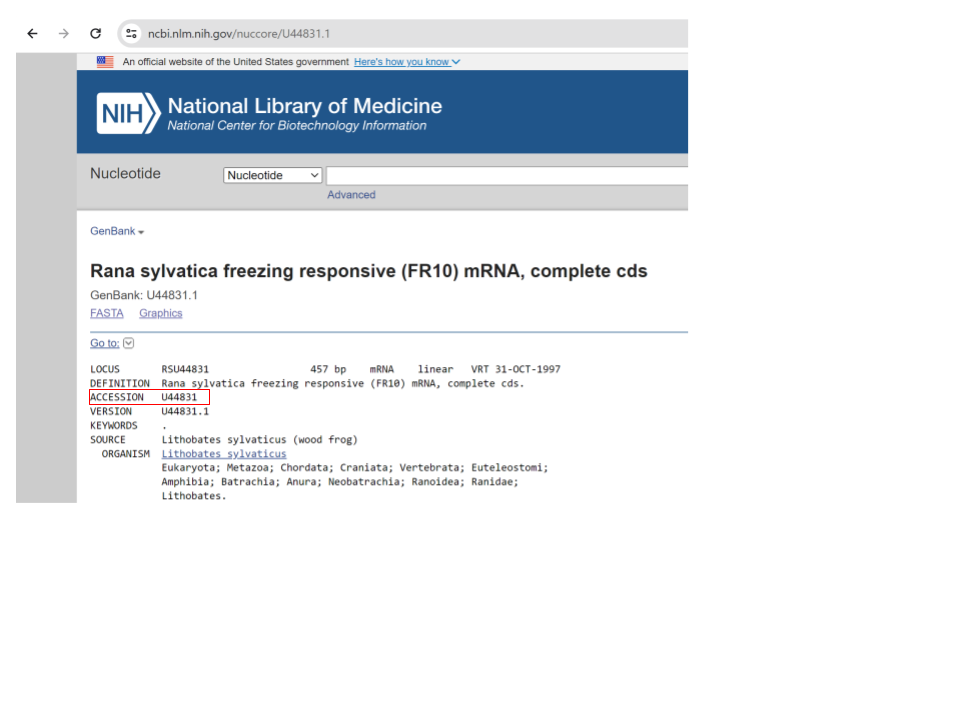 ncbi.nlm.nih.gov/nuccore/U44831.1
An official website of the United States government Here's how you know
NIH National Library of Medicine
National Center for Biotechnology Information
Nucleotide Nucleotide
Advanced
GenBank
Rana sylvatica freezing responsive (FR10) mRNA, complete cds
GenBank: U44831.1
FASTA Graphics
Go to:
LOCUS RSU44831 457 bp mRNA linear VRT 31-OCT-1997
DEFINITION Rana sylvatica freezing responsive (FR10) mRNA, complete cds.
ACCESSION U44831
VERSION U44831.1
KEYWORDS .
SOURCE Lithobates sylvaticus (wood frog)
ORGANISM Lithobates sylvaticus
Eukaryota; Metazoa; Chordata; Craniata; Vertebrata; Euteleostomi;
Amphibia; Batrachia; Anura; Neobatrachia; Ranoidea; Ranidae;
Lithobates.